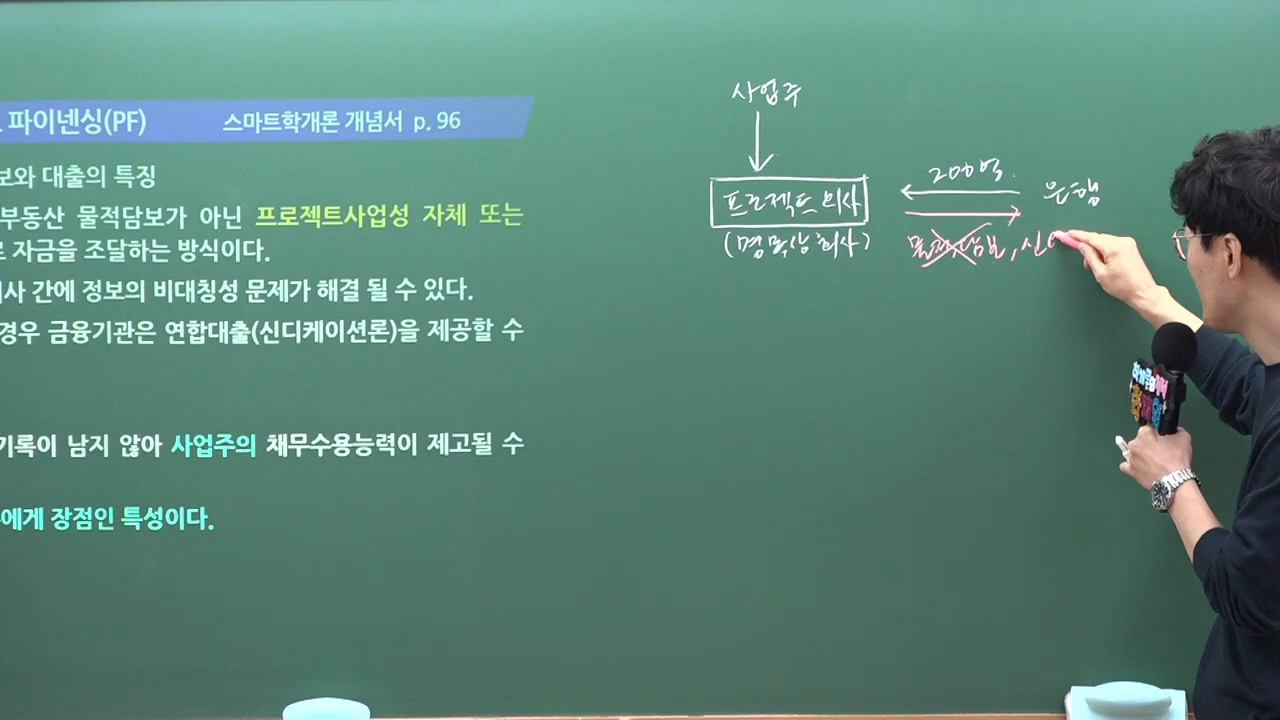 파이넨싱(PF) 스마트학개론 개념서 p. 96
보와 대출의 특징
부동산 물적담보가 아닌 프로젝트사업성 자체 또는
로 자금을 조달하는 방식이다.
사 간에 정보의 비대칭성 문제가 해결 될 수 있다.
경우 금융기관은 연합대출(신디케이션론)을 제공할 수
기록이 남지 않아 사업주의 채무수용능력이 제고될 수
에게 장점인 특성이다.
사업주
프로젝트 회사
(명목상 회사)
200억.
은행
물적담보, 신